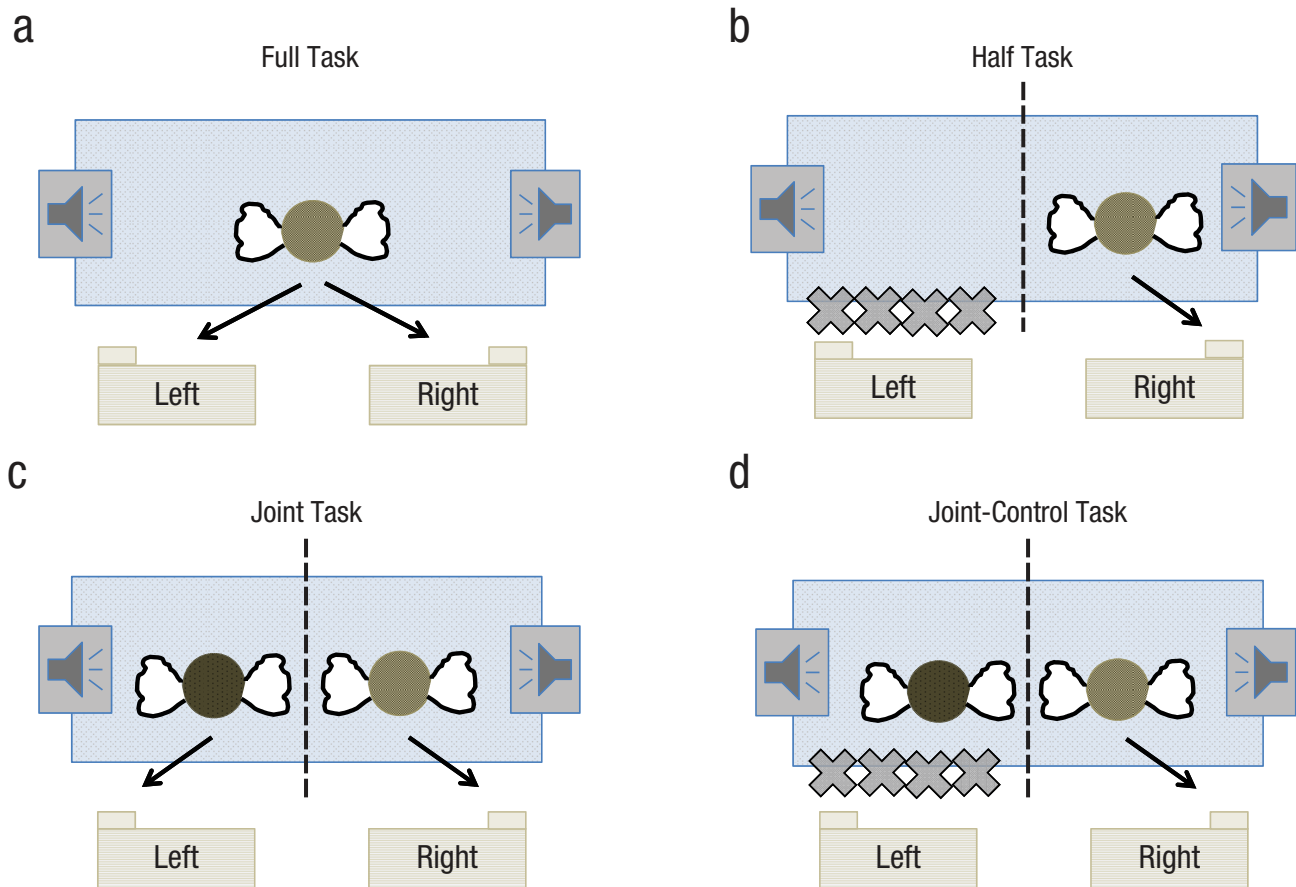 a
Full Task
Left
Right
b
Half Task
Left
Right
c
Joint Task
Left
Right
d
Joint-Control Task
Left
Right